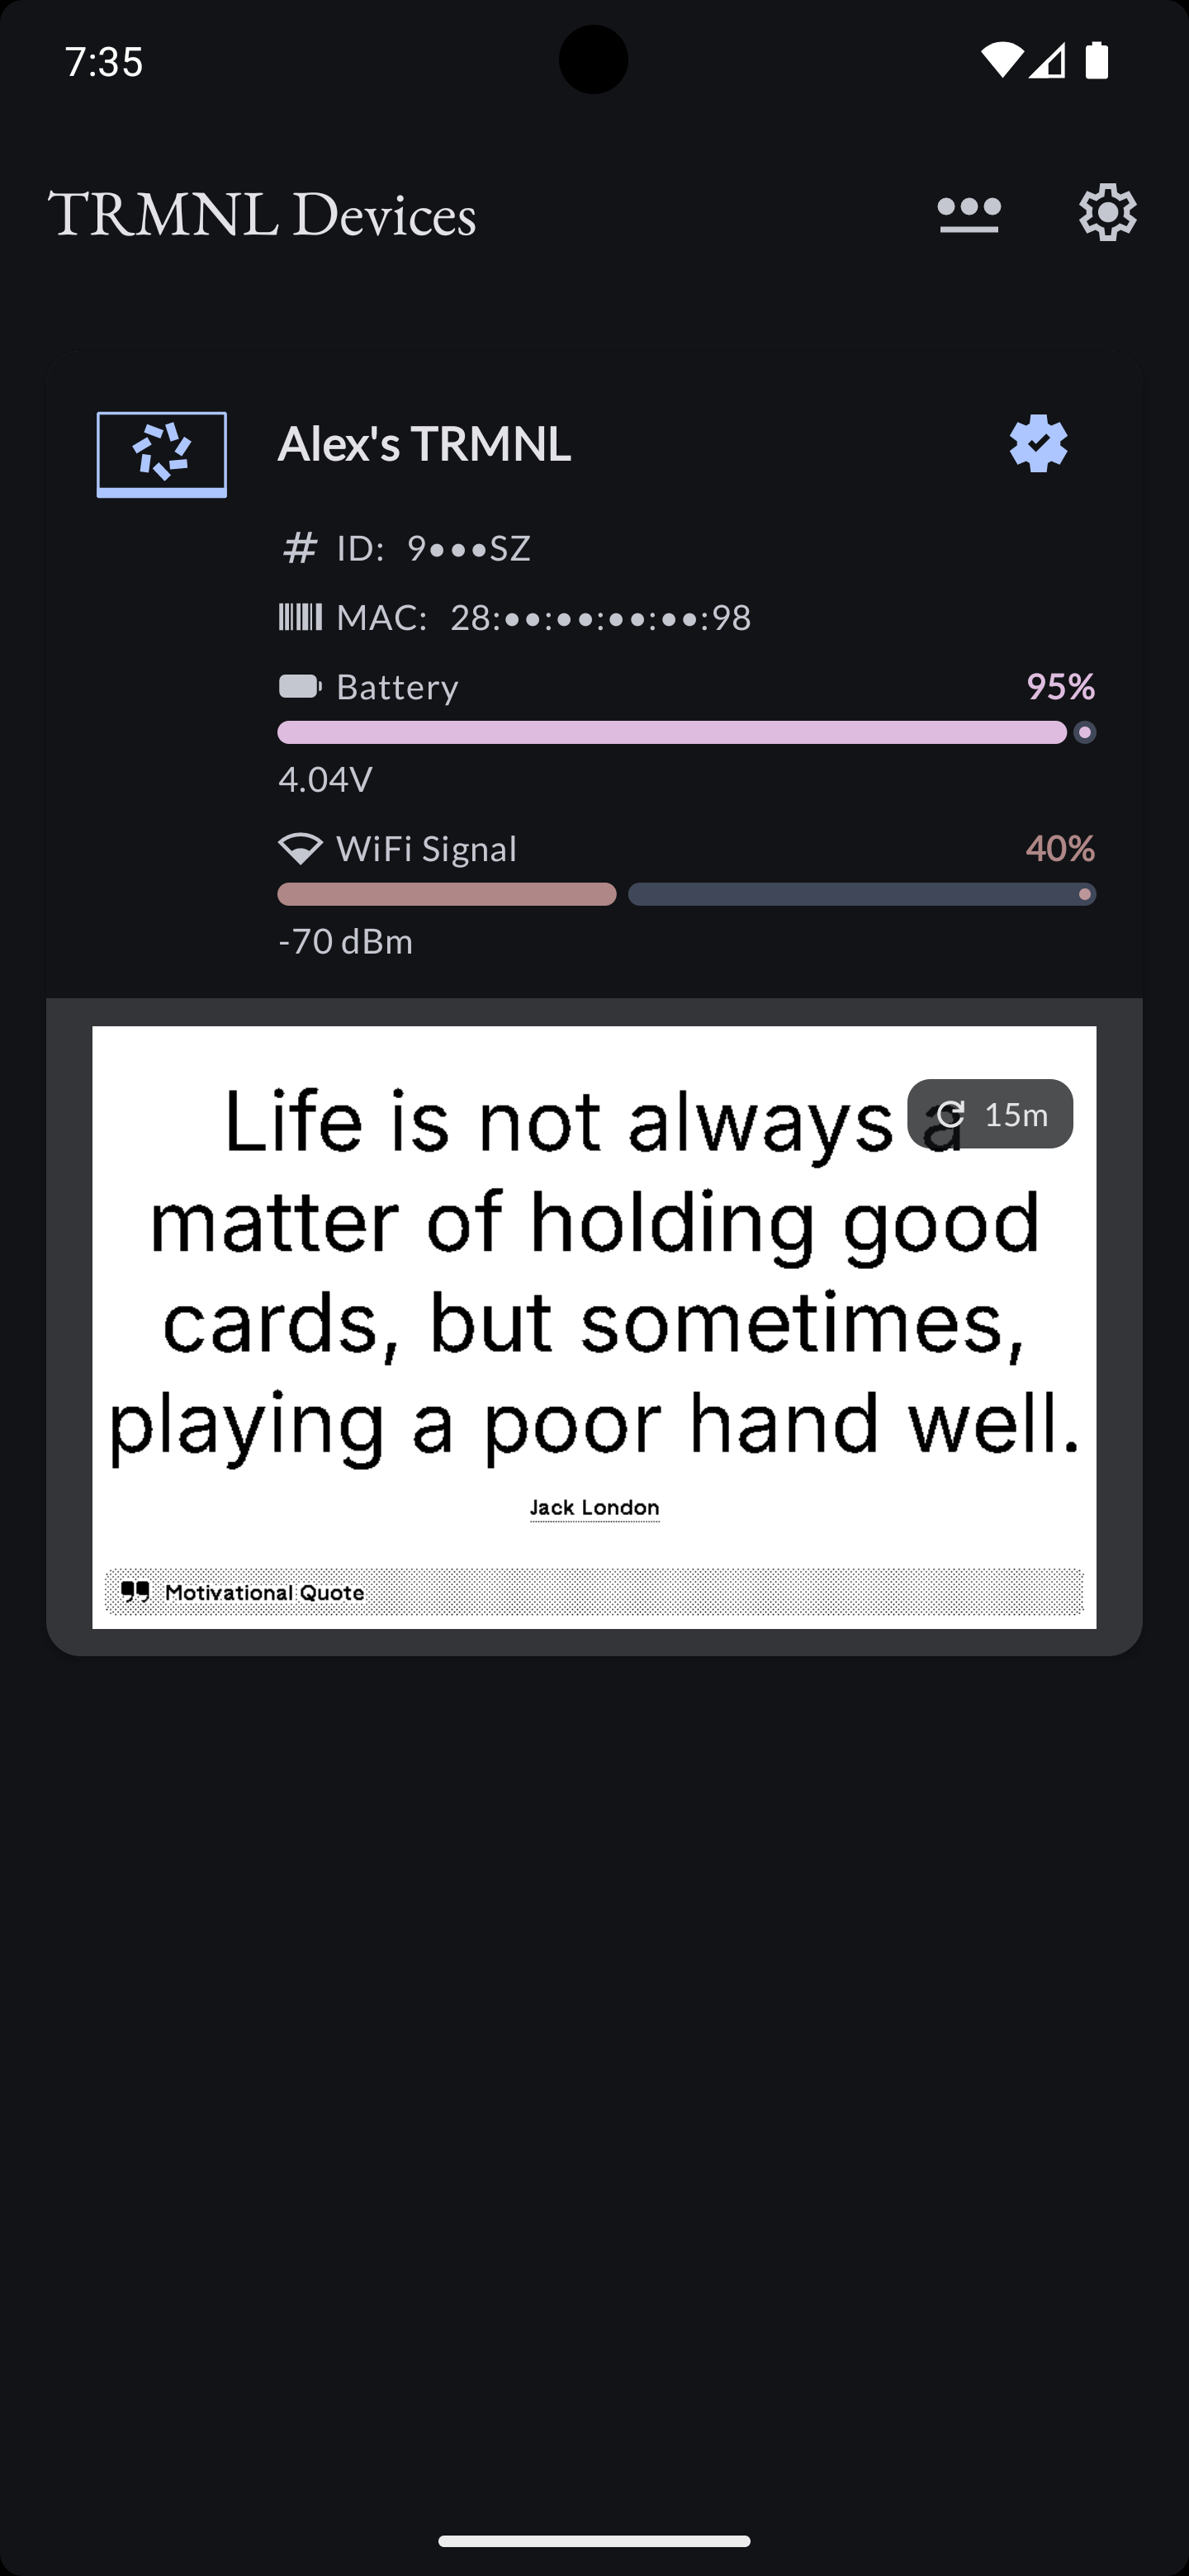 7:35
TRMNL Devices
Alex's TRMNL
# ID: 9•••SZ
MAC: 28:••:••:••:••:98
Battery 95%
4.04V
WiFi Signal 40%
-70 dBm
Life is not always a
15m
matter of holding good
cards, but sometimes,
playing a poor hand well.
Jack London
Motivational Quote